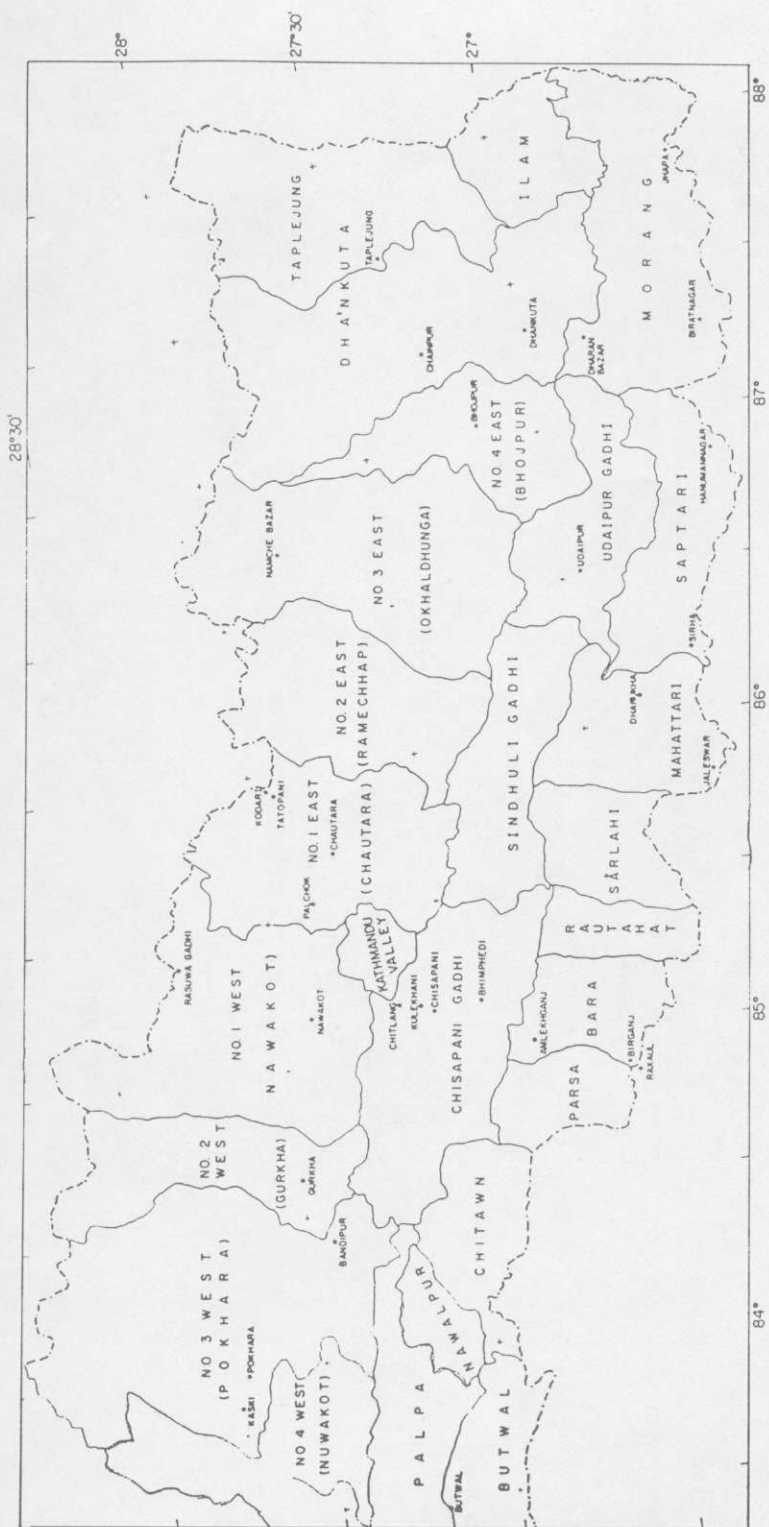 28°30'
28°
27°30'
27°
88°
87°
86°
85°
84°
TAPLEJUNG
TAPLEJUNG
ILAM
DHA'NKUTA
CHAINPUR
DHANKUTA
DHARAN
BAZAR
MORANG
JHAPA
BIRATNAGAR
NO 4 EAST
(BHOJPUR)
BHOJPUR
UDAIPUR GADHI
UDAIPUR
SAPTARI
HANUMANNAGAR
SIRHA
NAMCHE BAZAR
NO 3 EAST
(OKHALDHUNGA)
NO. 2 EAST
(RAMECHHAP)
SINDHULI GADHI
MAHATTARI
JALESWAR
KODARI
TATOPANI
NO. 1 EAST
(CHAUTARA)
CHAUTARA
PALCHOK
KATHMANDU
VALLEY
SÅRLAHI
RAUTAHAT
RASUWA GADHI
NO. 1 WEST
NAWAKOT)
NAWAKOT
CHITLANG
KULEKHANI
CHISAPANI
CHISAPANI GADHI
BHIMPHEDI
AMLEKHGANJ
BARA
BIRGANJ
RAXAUL
PARSA
NO. 2
WEST
(GURKHA)
GURKHA
BANDIPUR
CHITAWN
NO 3 WEST
(POKHARA)
KASKI
POKHARA
NO 4 WEST
(NUWAKOT)
NAWALPUR
PALPA
BUTWAL
BUTWAL